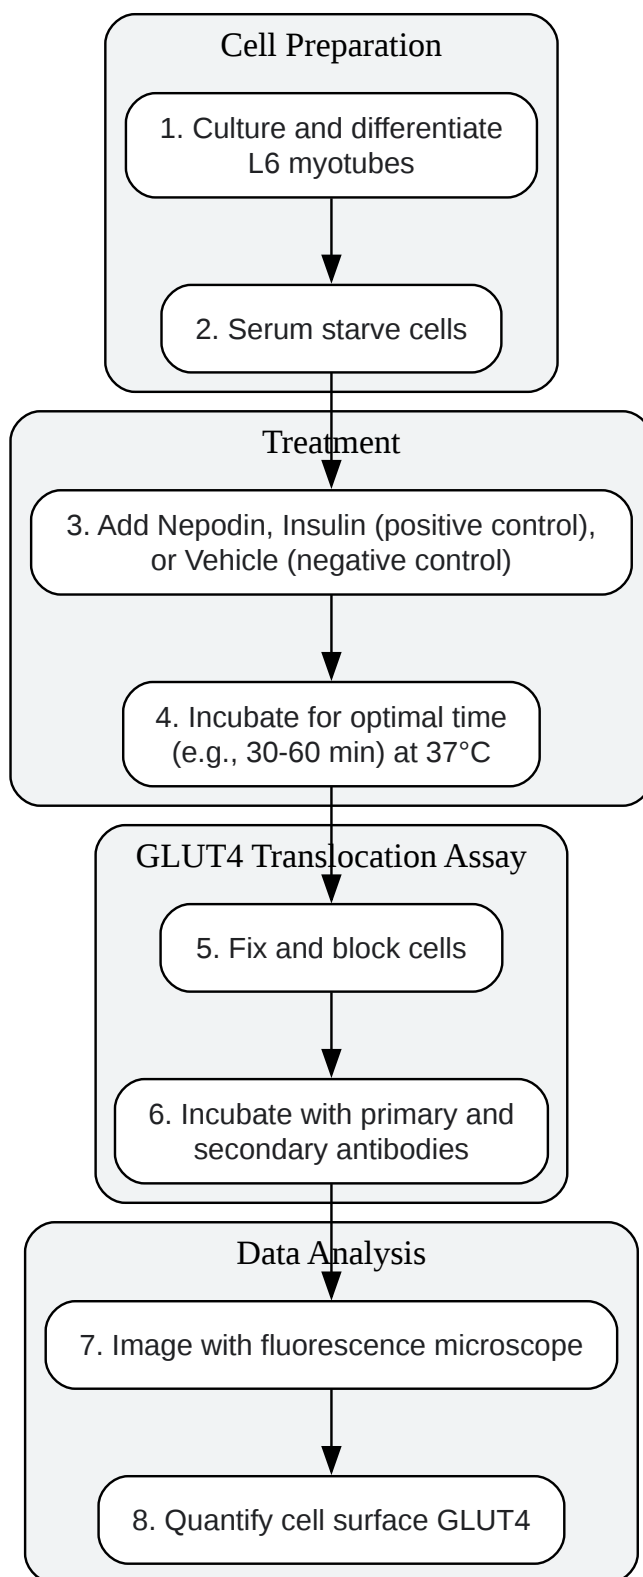 Cell Preparation
1. Culture and differentiate
L6 myotubes
2. Serum starve cells
Treatment
3. Add Nepodin, Insulin (positive control),
or Vehicle (negative control)
4. Incubate for optimal time
(e.g., 30-60 min) at 37°C
GLUT4 Translocation Assay
5. Fix and block cells
6. Incubate with primary and
secondary antibodies
Data Analysis
7. Image with fluorescence microscope
8. Quantify cell surface GLUT4